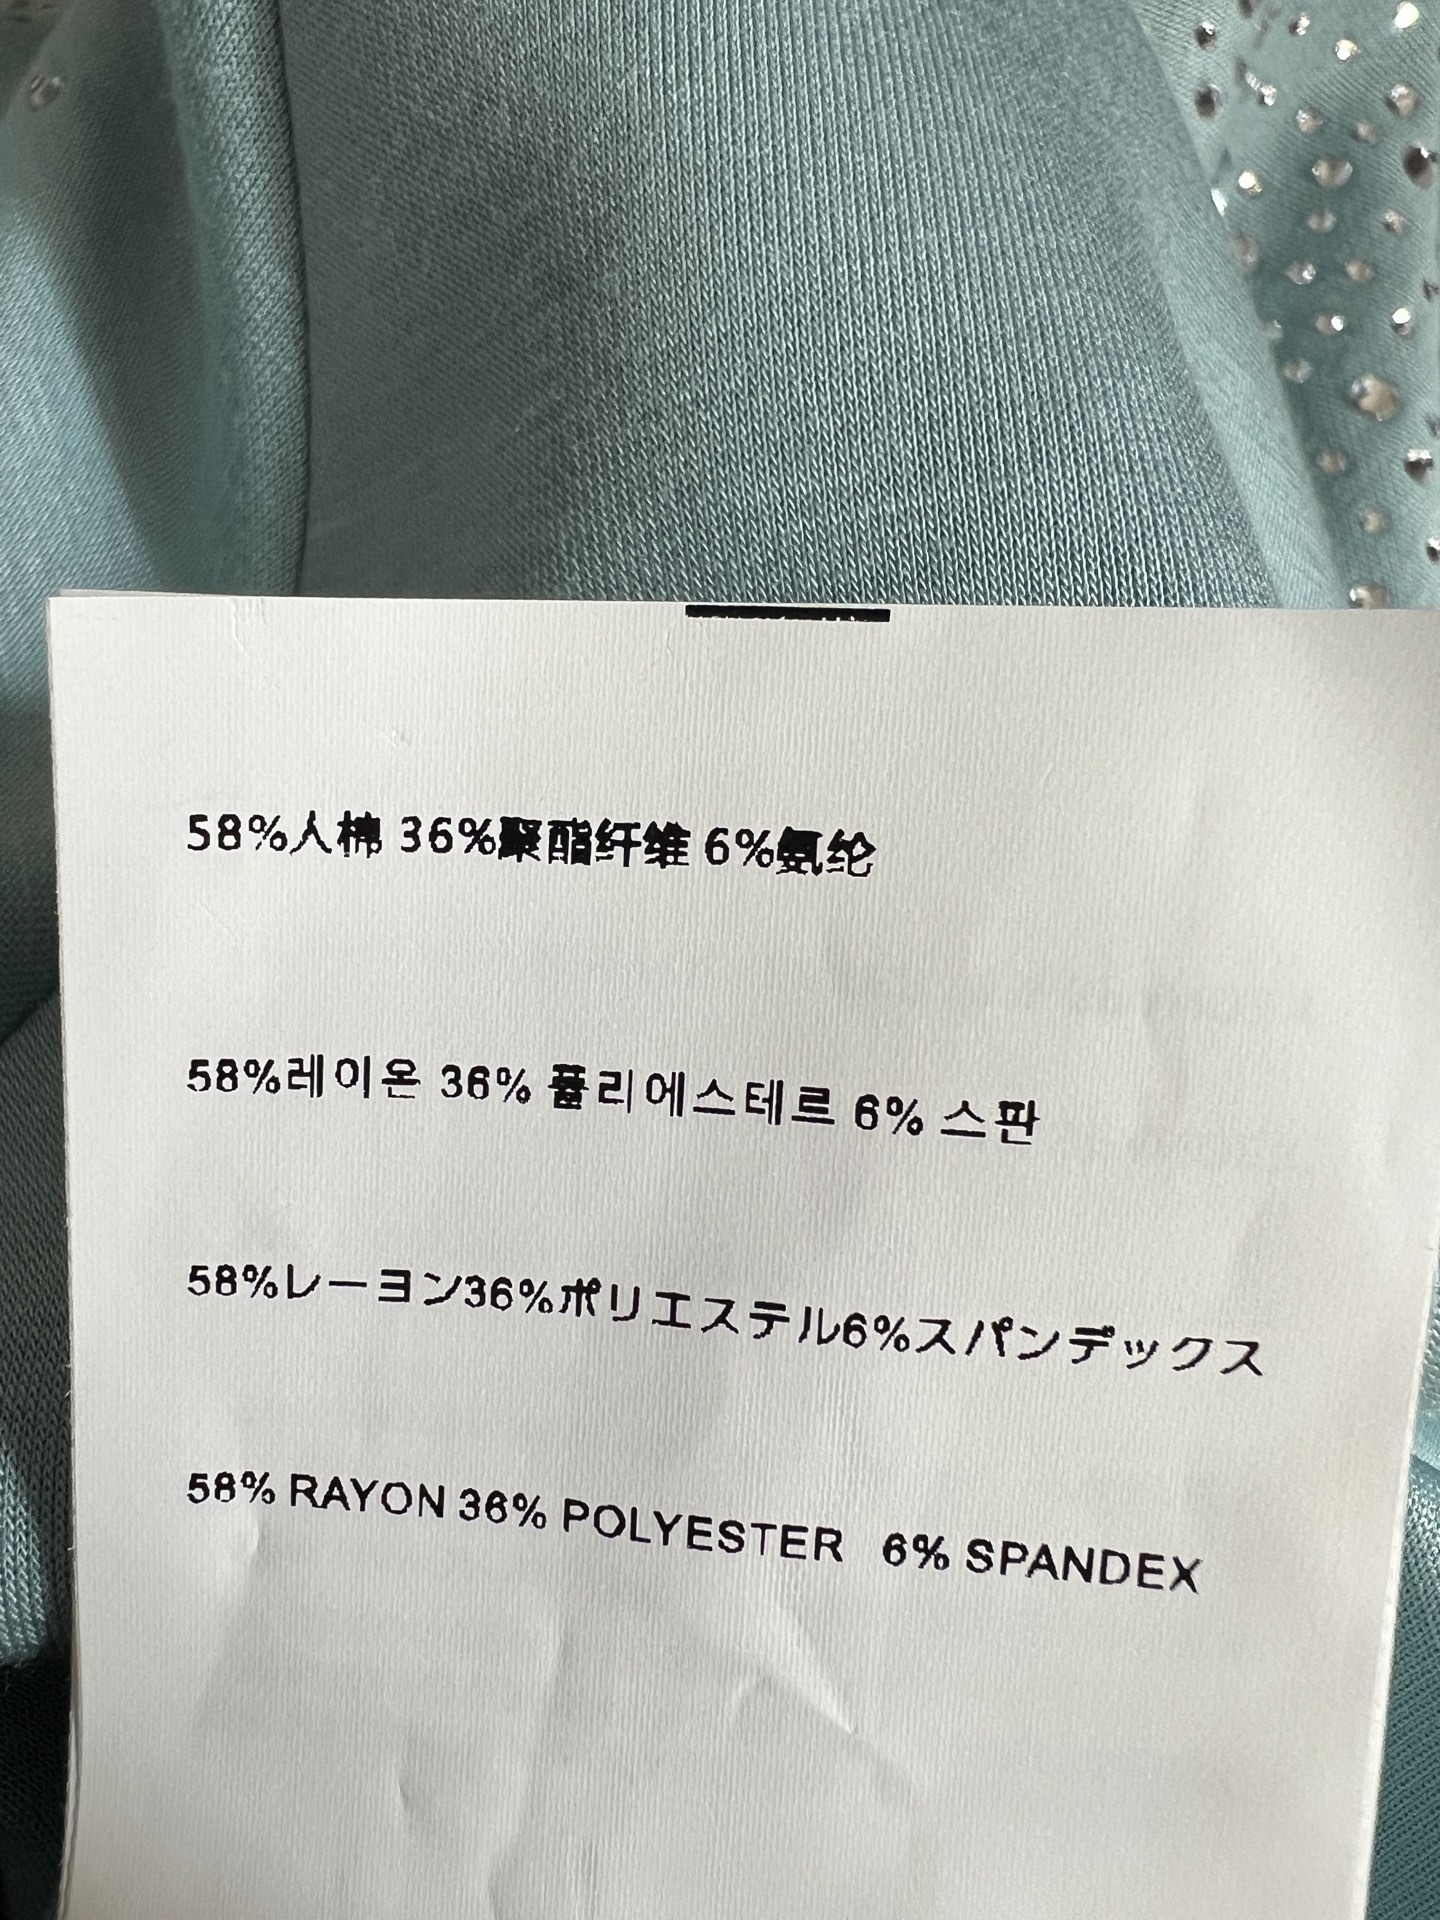 58%人棉 36%聚酯纤维 6%氨纶
58%레이온 36% 폴리에스테르 6% 스판
58%レーヨン36%ポリエステル6%スパンデックス
58% RAYON 36% POLYESTER 6% SPANDEX